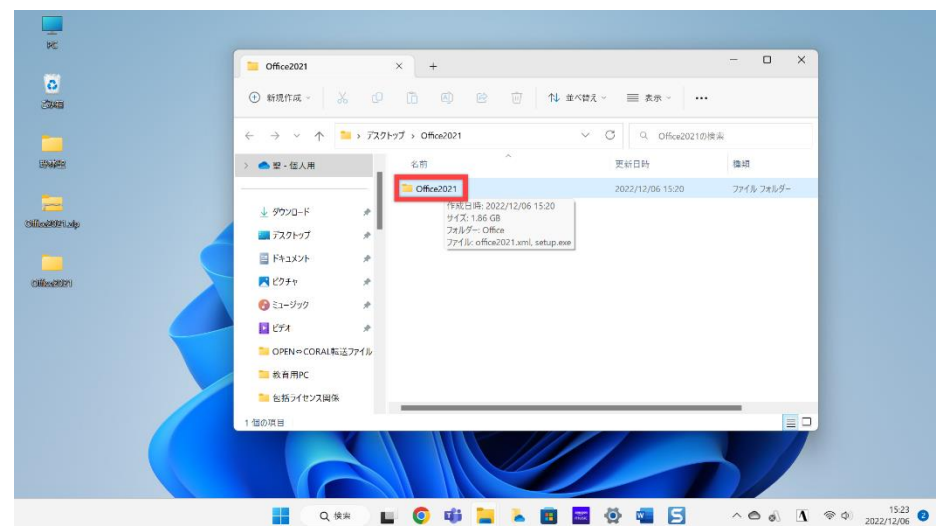 PC
ごみ箱
Office2021.zip
Office2021
Office2021
新規作成
並べ替え
表示
デスクトップ › Office2021
Office2021の検索
塁 - 個人用
名前
更新日時
種類
Office2021
2022/12/06 15:20
ファイル フォルダー
作成日時: 2022/12/06 15:20
サイズ: 1.86 GB
フォルダー: Office
ファイル: office2021.xml, setup.exe
ダウンロード
デスクトップ
ドキュメント
ピクチャ
ミュージック
ビデオ
OPEN⇔CORAL転送ファイル
教育用PC
包括ライセンス関係
1 個の項目
検索
A
15:23
2022/12/06
2